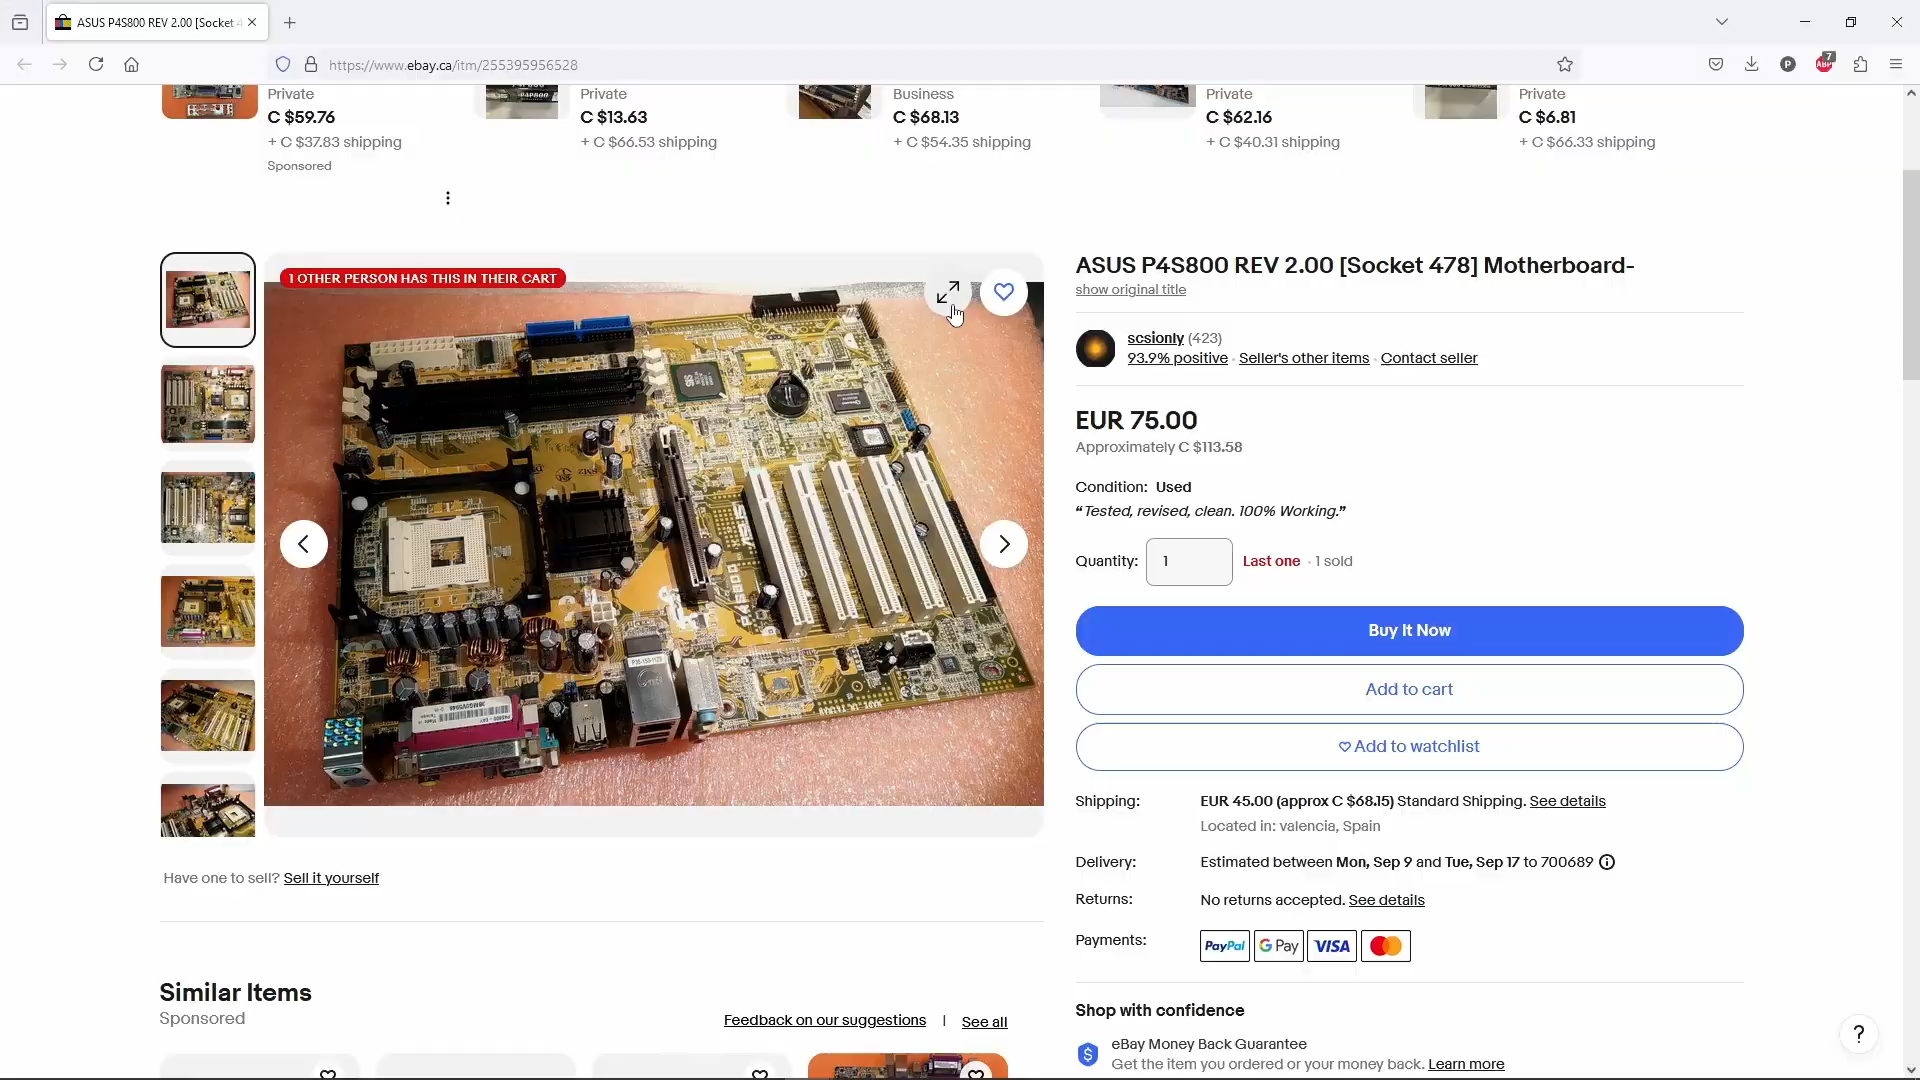 ASUS P4S800 REV 2.00 [Socket 4
https://www.ebay.ca/itm/255395956528
7
ABP
P
Private
C $59.76
+ C $37.83 shipping
Sponsored
Private
C $13.63
+ C $66.53 shipping
Business
C $68.13
+ C $54.35 shipping
Private
C $62.16
+ C $40.31 shipping
Private
C $6.81
+ C $66.33 shipping
1 OTHER PERSON HAS THIS IN THEIR CART
ASUS P4S800 REV 2.00 [Socket 478] Motherboard-
show original title
scsionly (423)
93.9% positive · Seller's other items · Contact seller
EUR 75.00
Approximately C $113.58
Condition: Used
“Tested, revised, clean. 100% Working.”
Quantity: 1 Last one · 1 sold
Buy It Now
Add to cart
Add to watchlist
Shipping: EUR 45.00 (approx C $68.15) Standard Shipping. See details
Located in: valencia, Spain
Delivery: Estimated between Mon, Sep 9 and Tue, Sep 17 to 700689
Returns: No returns accepted. See details
Payments: PayPal G Pay VISA
Shop with confidence
eBay Money Back Guarantee
Get the item you ordered or your money back. Learn more
Have one to sell? Sell it yourself
Similar Items
Sponsored
Feedback on our suggestions | See all
?